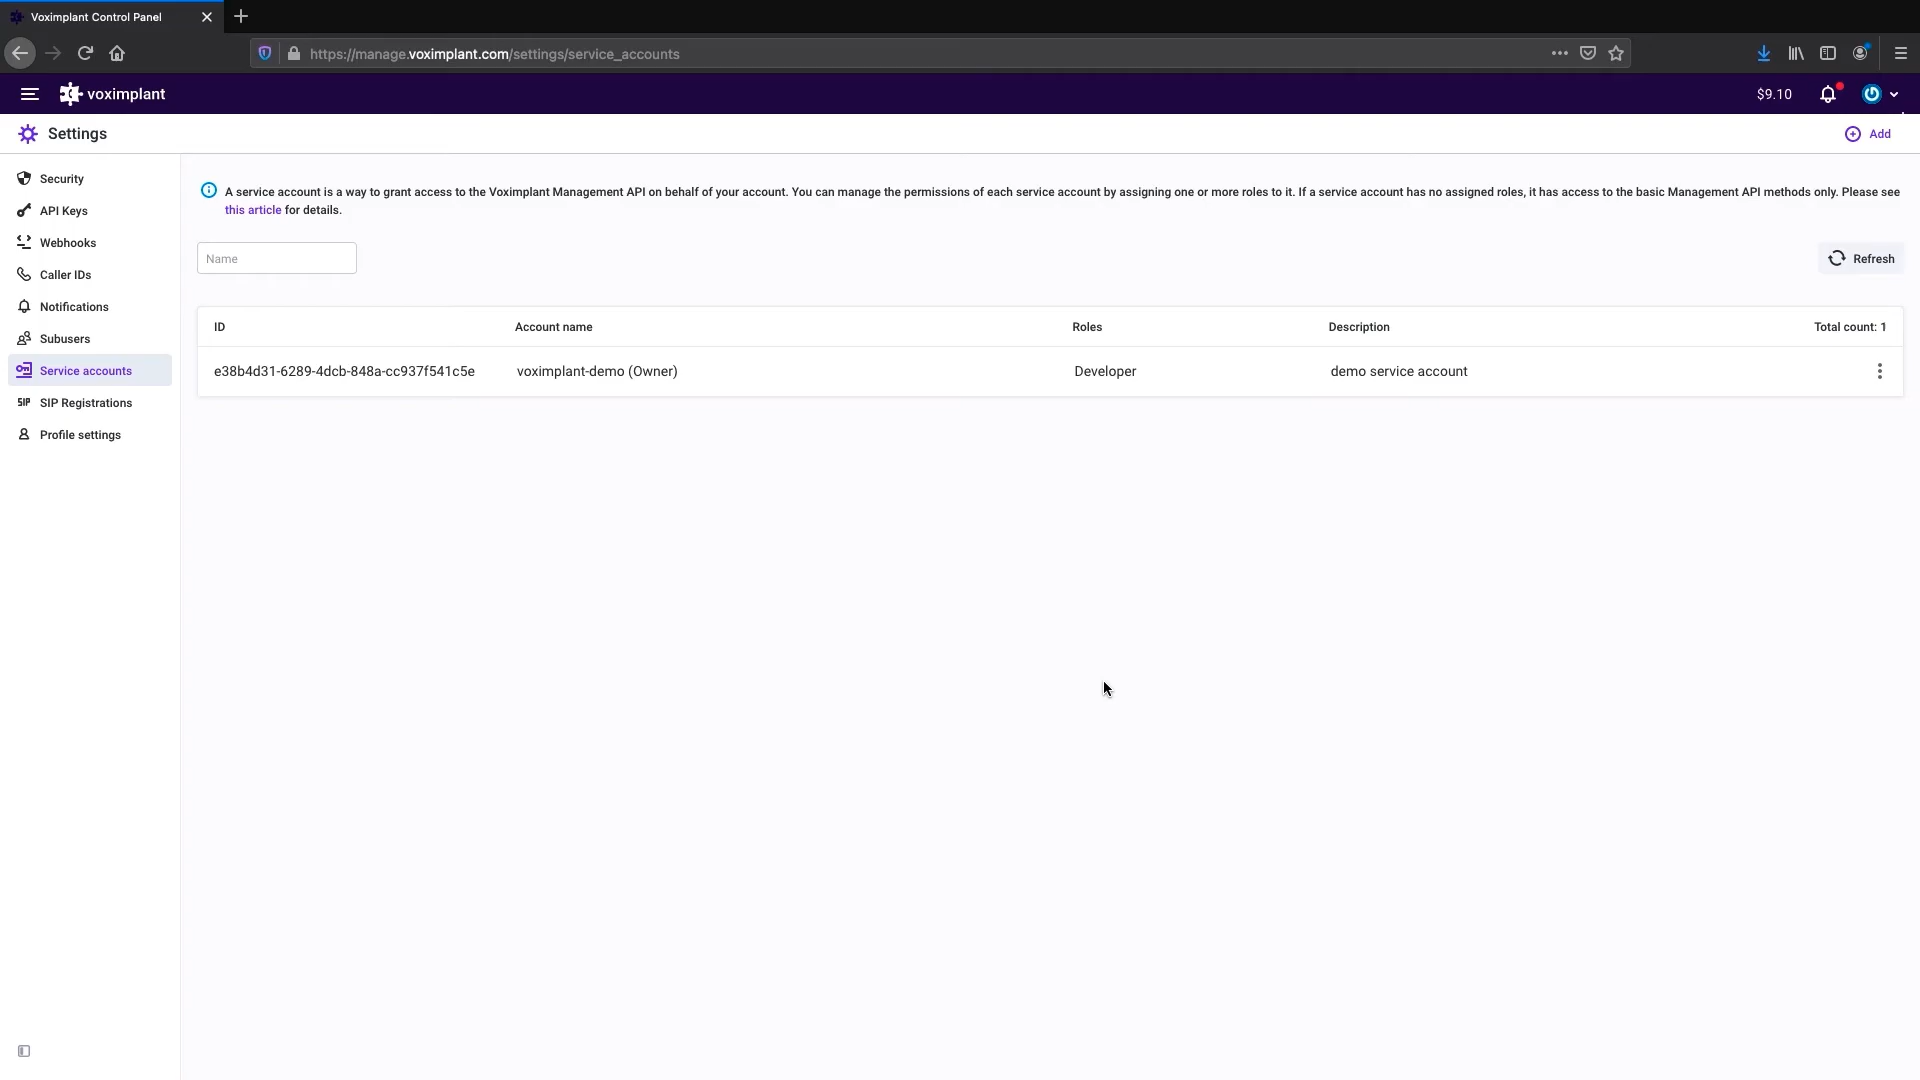 Voximplant Control Panel
https://manage.voximplant.com/settings/service_accounts
voximplant
$9.10
Settings
Add
Security
API Keys
Webhooks
Caller IDs
Notifications
Subusers
Service accounts
SIP SIP Registrations
Profile settings
A service account is a way to grant access to the Voximplant Management API on behalf of your account. You can manage the permissions of each service account by assigning one or more roles to it. If a service account has no assigned roles, it has access to the basic Management API methods only. Please see
this article for details.
Name
Refresh
ID Account name Roles Description Total count: 1
e38b4d31-6289-4dcb-848a-cc937f541c5e voximplant-demo (Owner) Developer demo service account